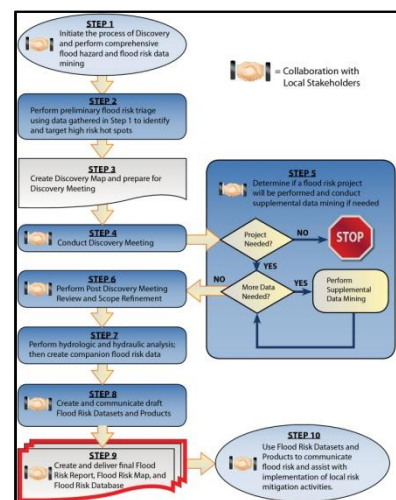 STEP 1
Initiate the process of Discovery
and perform comprehensive
flood hazard and flood risk data
mining
= Collaboration with
Local Stakeholders
STEP 2
Perform preliminary flood risk triage
using data gathered in Step 1 to identify
and target high risk hot spots
STEP 3
Create Discovery Map and prepare for
Discovery Meeting
STEP 4
Conduct Discovery Meeting
STEP 5
Determine if a flood risk project
will be performed and conduct
supplemental data mining if needed
Project
Needed?
NO
STOP
YES
More Data
Needed?
YES
Perform
Supplemental
Data Mining
NO
STEP 6
Perform Post Discovery Meeting
Review and Scope Refinement
STEP 7
Perform hydrologic and hydraulic analysis;
then create companion flood risk data
STEP 8
Create and communicate draft
Flood Risk Datasets and Products
STEP 9
Create and deliver final Flood
Risk Report, Flood Risk Map, and
Flood Risk Database
STEP 10
Use Flood Risk Datasets and
Products to communicate
flood risk and assist with
implementation of local risk
mitigation activities.